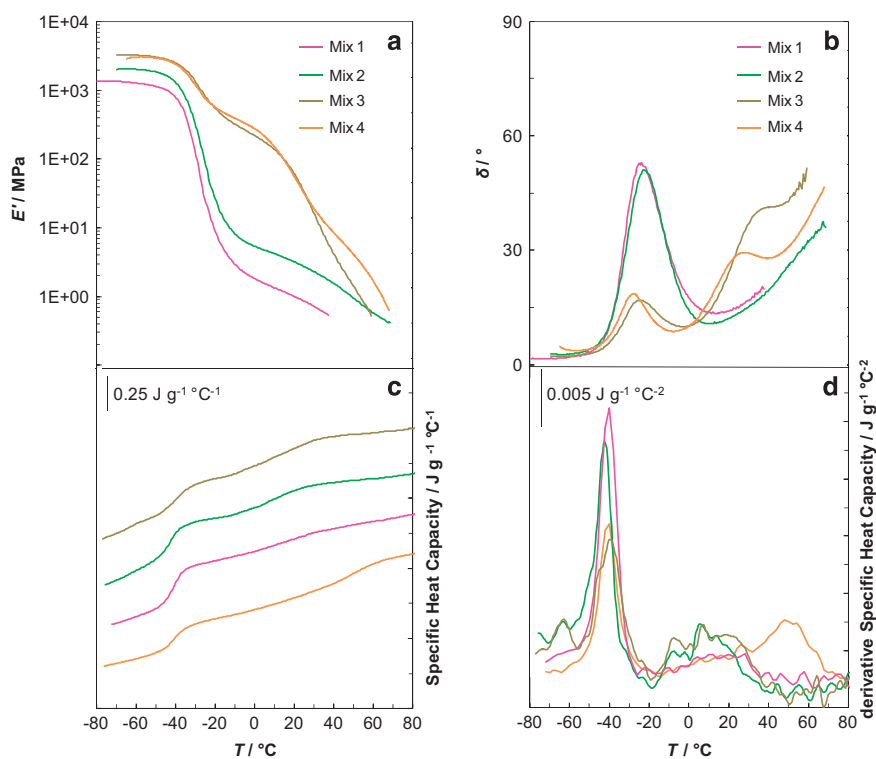 1E+04
1E+03
1E+02
1E+01
1E+00
E'/ MPa
a
Mix 1
Mix 2
Mix 3
Mix 4
90
60
30
0
δ / °
b
Mix 1
Mix 2
Mix 3
Mix 4
c
0.25 J g-1 °C-1
Specific Heat Capacity / J g-1 °C-1
-80 -60 -40 -20 0 20 40 60 80
T / °C
d
0.005 J g-1 °C-2
derivative Specific Heat Capacity / J g-1 °C-2
-80 -60 -40 -20 0 20 40 60 80
T / °C